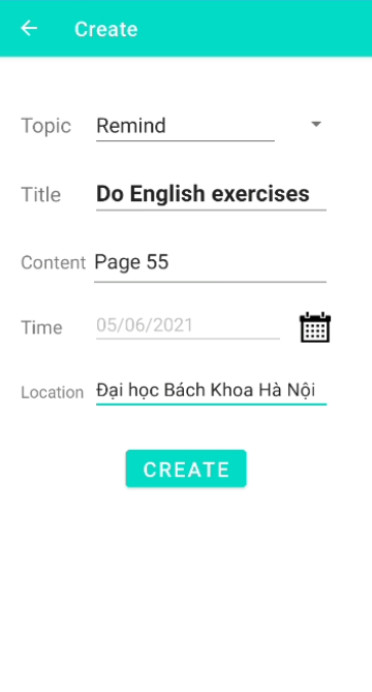 Create
Topic Remind
Title Do English exercises
Content Page 55
Time 05/06/2021
Location Đại học Bách Khoa Hà Nội
CREATE